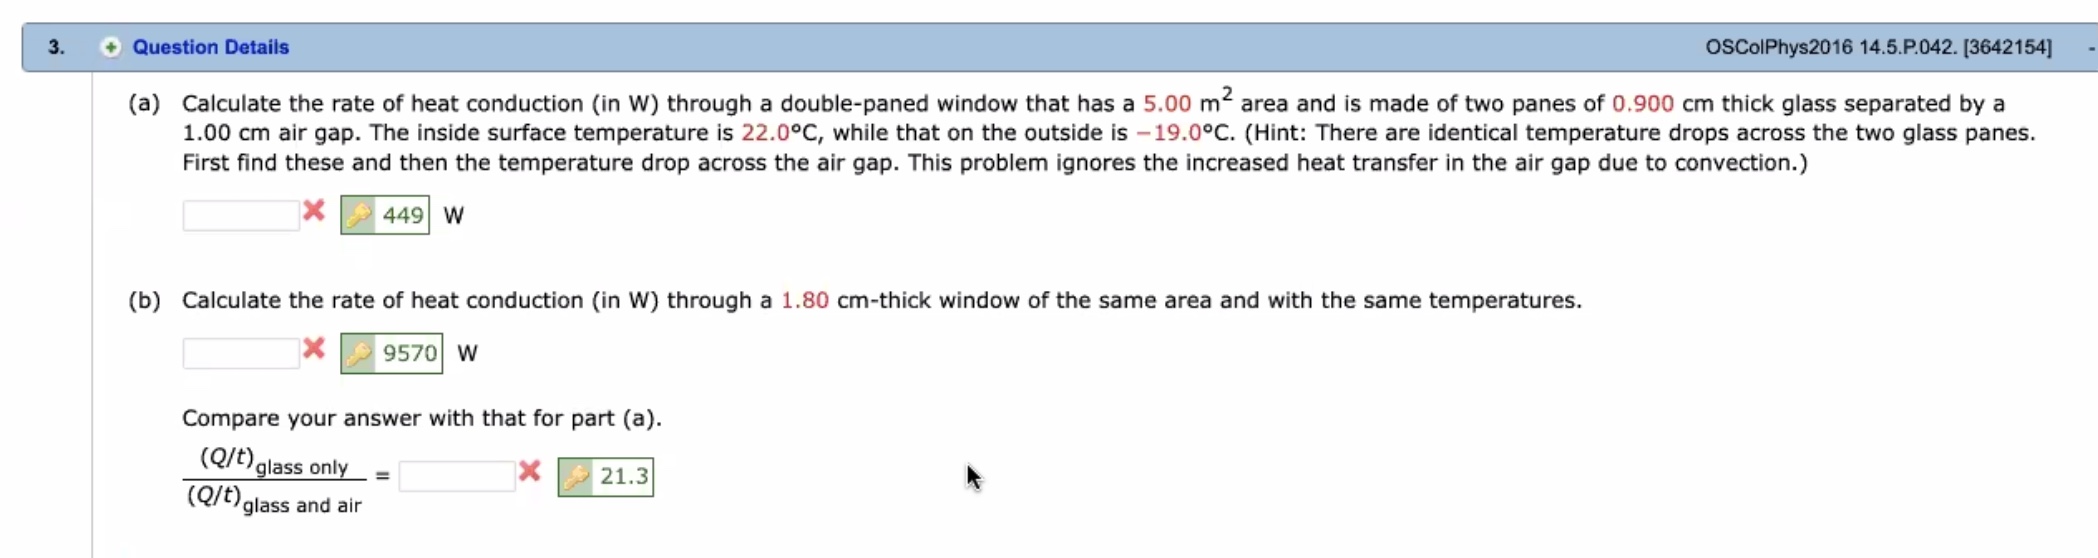 3. Question Details OSColPhys2016 14.5.P.042. [3642154] -
(a) Calculate the rate of heat conduction (in W) through a double-paned window that has a 5.00 m2 area and is made of two panes of 0.900 cm thick glass separated by a
1.00 cm air gap. The inside surface temperature is 22.0°C, while that on the outside is −19.0°C. (Hint: There are identical temperature drops across the two glass panes.
First find these and then the temperature drop across the air gap. This problem ignores the increased heat transfer in the air gap due to convection.)
449 W
(b) Calculate the rate of heat conduction (in W) through a 1.80 cm-thick window of the same area and with the same temperatures.
9570 W
Compare your answer with that for part (a).
(Q/t)glass only
= 21.3
(Q/t)glass and air